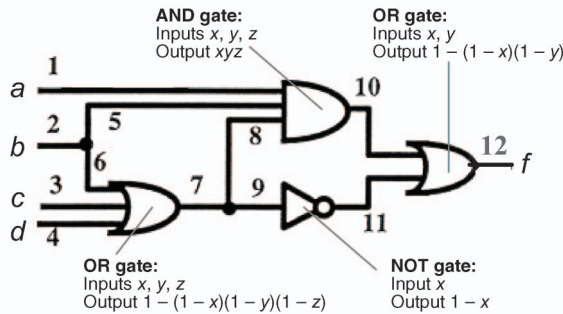 AND gate:
Inputs x, y, z
Output xyz
OR gate:
Inputs x, y
Output 1 – (1 – x)(1 – y)
1
a
10
2
5
b
8
12
f
6
3
7
9
c
11
d
4
OR gate:
Inputs x, y, z
Output 1 – (1 – x)(1 – y)(1 – z)
NOT gate:
Input x
Output 1 – x